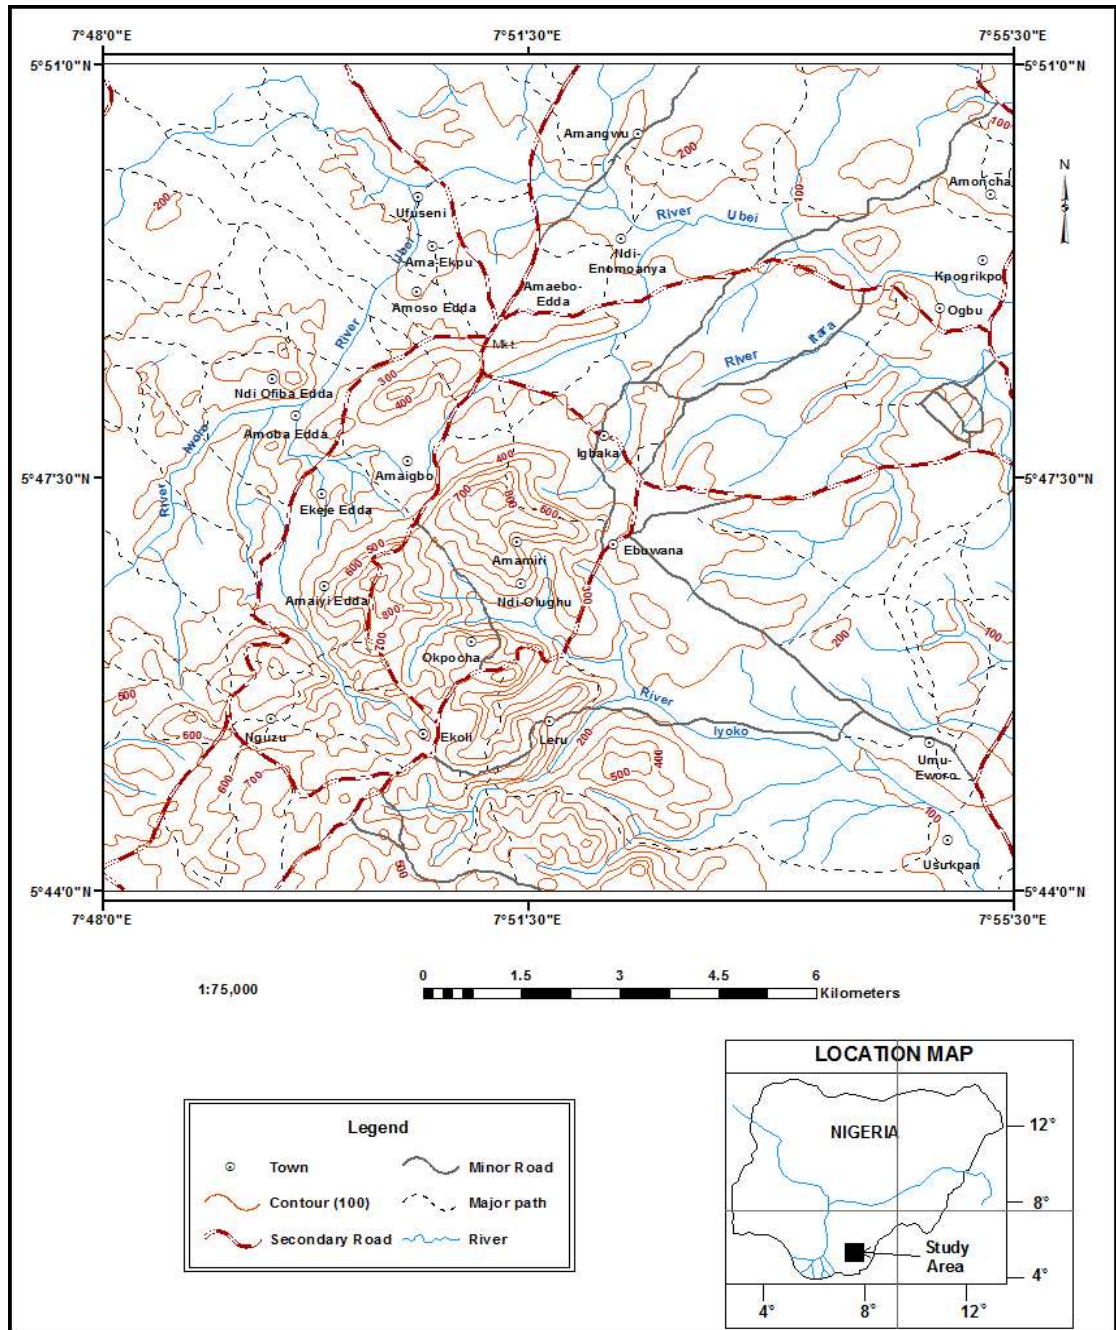 7°48'0"E
7°51'30"E
7°55'30"E
5°51'0"N
5°51'0"N
100
Amangwu
200
Amoncha
N
200
100
Ufuseni
River
Ubei
Ubei
Ama-Ekpu
Ndi-
Enomoanya
Kpogrikpo
Amaebo-
Edda
Amoso Edda
Ogbu
River
Mkt
River
Itara
300
Ndi Ofiba Edda
400
Amoba Edda
Iworo
Igbaka
400
Amaigbo
5°47'30"N
5°47'30"N
River
700
800
Ekeje Edda
600
500
Amamiri
Ebuwana
600
Amaiyi Edda
Ndi-Olughu
300
800
700
Okpocha
200
100
500
River
Iyoko
600
Nguzu
Ekoli
Leru
200
400
Umu-
Eworo
600
700
500
100
Usukpan
500
5°44'0"N
5°44'0"N
7°48'0"E
7°51'30"E
7°55'30"E
1:75,000
0 1.5 3 4.5 6
Kilometers
LOCATION MAP
NIGERIA
12°
8°
Study
Area
4°
4° 8° 12°
Legend
Town Minor Road
Contour (100) Major path
Secondary Road River